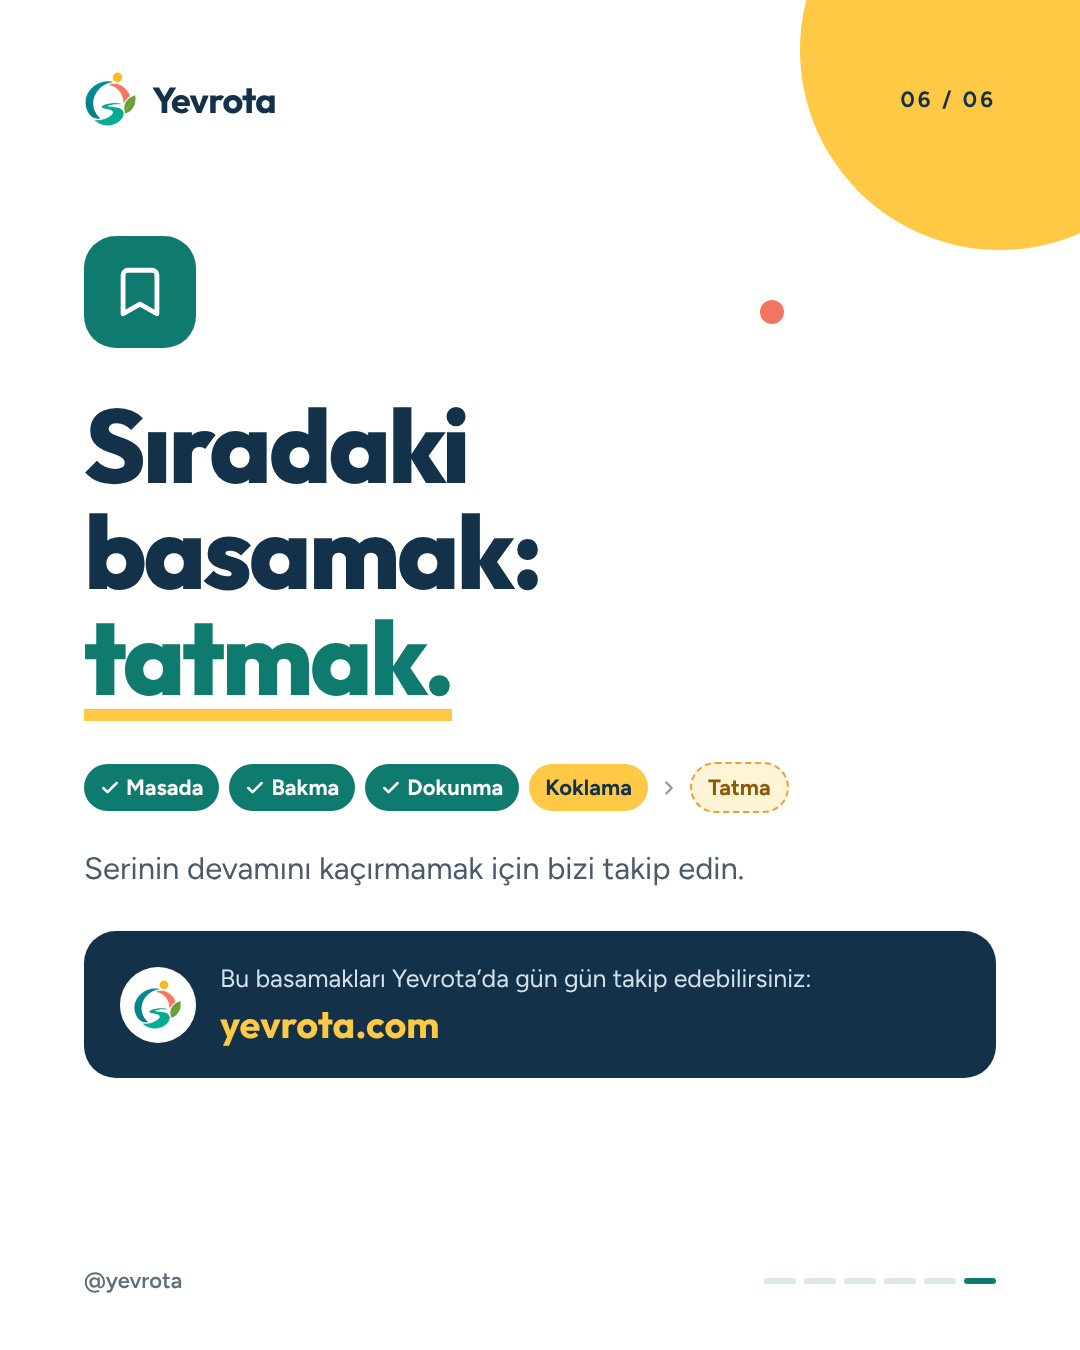 Yevrota
06 / 06
Sıradaki
basamak:
tatmak.
Masada Bakma Dokunma Koklama Tatma
Serinin devamını kaçırmamak için bizi takip edin.
Bu basamakları Yevrota’da gün gün takip edebilirsiniz:
yevrota.com
@yevrota